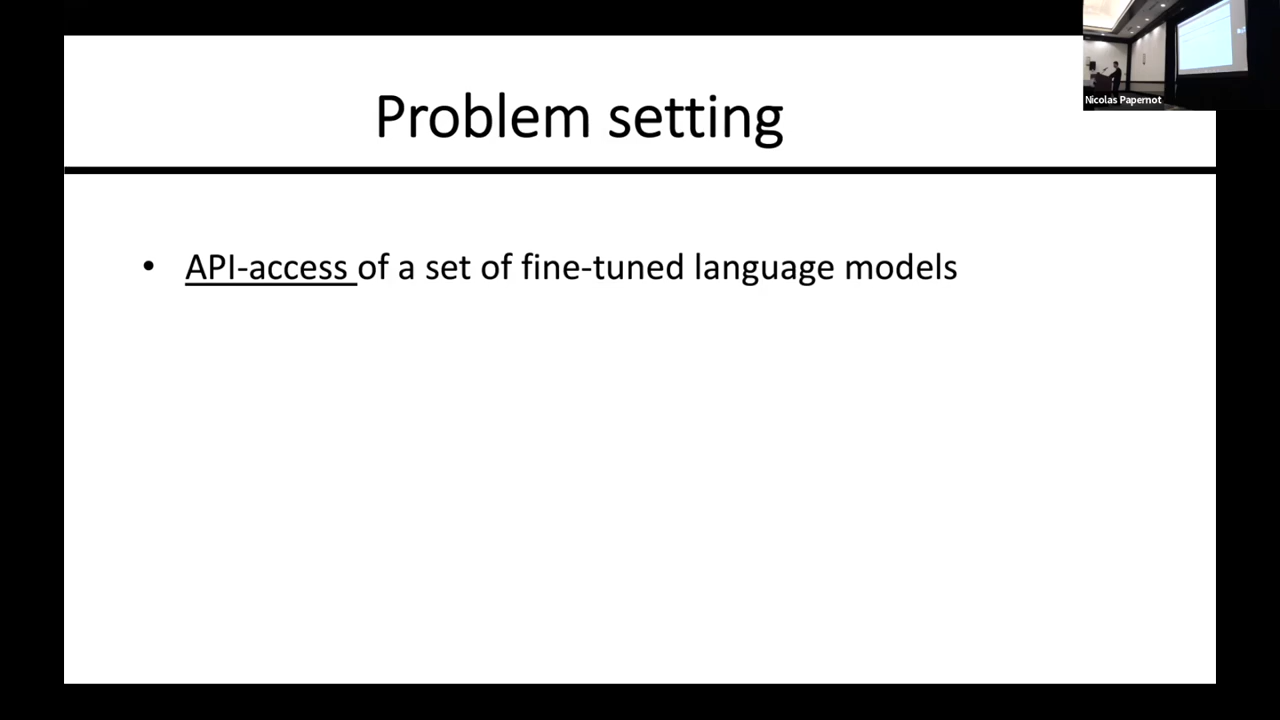 Nicolas Papernot
Problem setting
• API-access of a set of fine-tuned language models